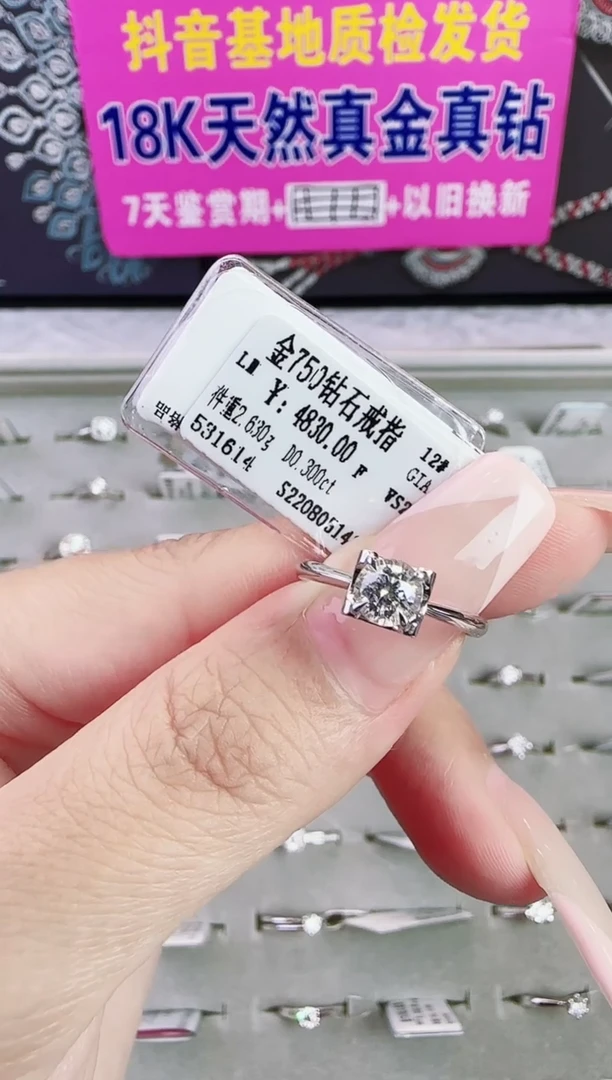 抖音基地质检发货
18K天然真金真钻
7天鉴赏期+
+以旧换新
金750钻石戒指
12#
¥: 4830.00
件重2.630g D0.300ct
F
GIA
531614
S22080514